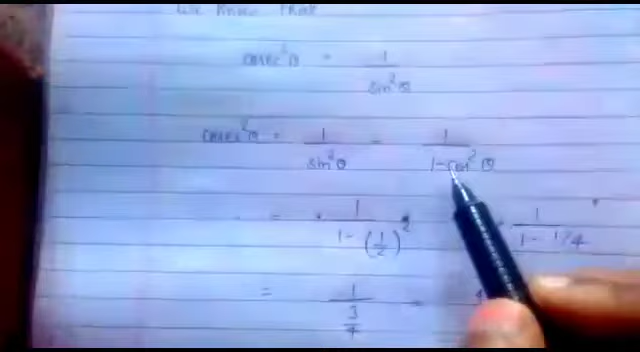 We know that
cosec²θ = 1/sin²θ
cosec²θ = 1/sin²θ = 1/1-cos²θ
= 1/1-(1/2)² = 1/1-1/4
= 1/(3/4) =